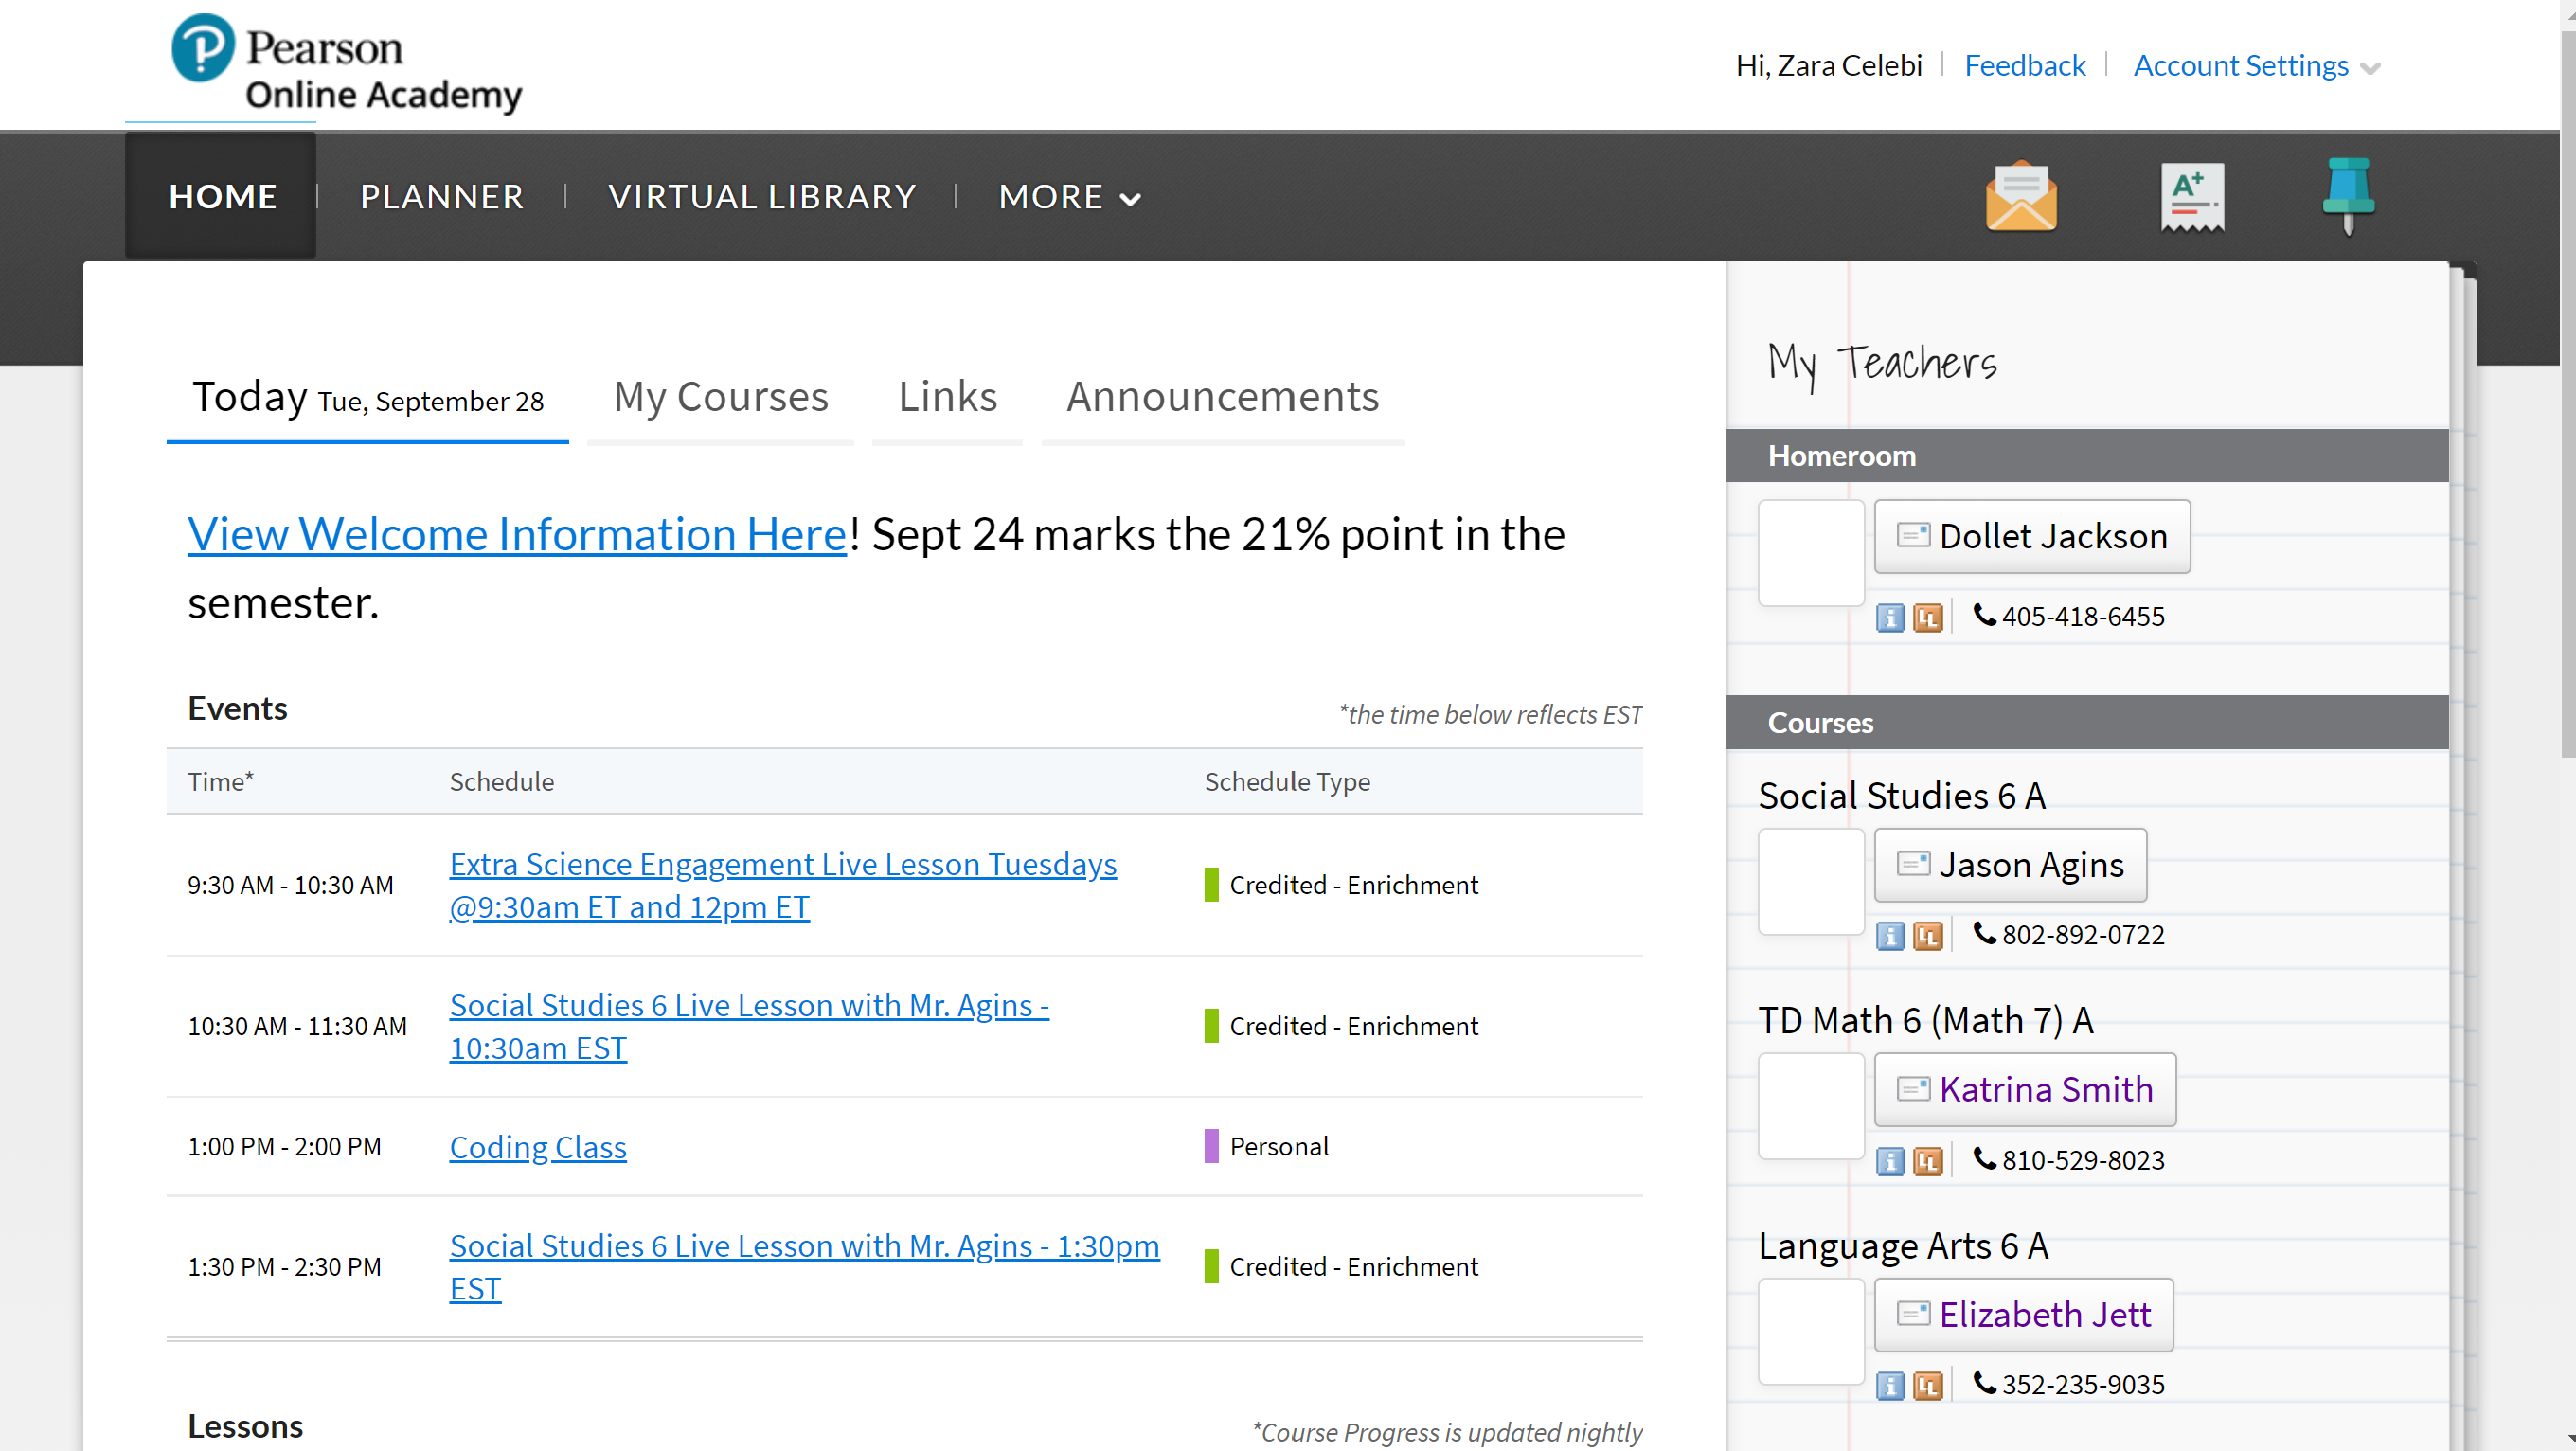 Pearson
Online Academy
Hi, Zara Celebi
Feedback
Account Settings
HOME
PLANNER
VIRTUAL LIBRARY
MORE
A+
Today Tue, September 28
My Courses
Links
Announcements
View Welcome Information Here! Sept 24 marks the 21% point in the
semester.
Events
*the time below reflects EST
Time*
Schedule
Schedule Type
9:30 AM - 10:30 AM
Extra Science Engagement Live Lesson Tuesdays
@9:30am ET and 12pm ET
Credited - Enrichment
10:30 AM - 11:30 AM
Social Studies 6 Live Lesson with Mr. Agins -
10:30am EST
Credited - Enrichment
1:00 PM - 2:00 PM
Coding Class
Personal
1:30 PM - 2:30 PM
Social Studies 6 Live Lesson with Mr. Agins - 1:30pm
EST
Credited - Enrichment
Lessons
*Course Progress is updated nightly
My Teachers
Homeroom
Dollet Jackson
i LL 405-418-6455
Courses
Social Studies 6 A
Jason Agins
i LL 802-892-0722
TD Math 6 (Math 7) A
Katrina Smith
i LL 810-529-8023
Language Arts 6 A
Elizabeth Jett
i LL 352-235-9035